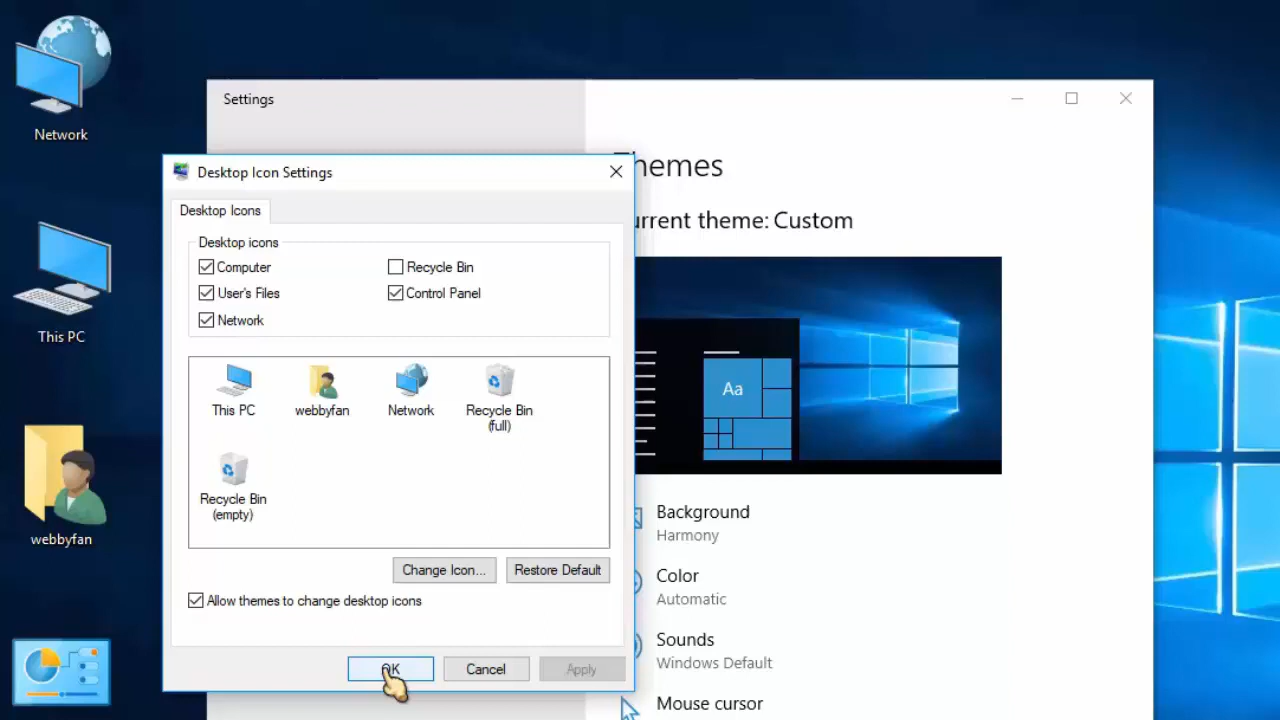 Network
This PC
webbyfan
Settings
Desktop Icon Settings
Desktop Icons
Desktop icons
Computer
Recycle Bin
User's Files
Control Panel
Network
This PC
webbyfan
Network
Recycle Bin
(full)
Recycle Bin
(empty)
Change Icon...
Restore Default
Allow themes to change desktop icons
OK
Cancel
Apply
Themes
urrent theme: Custom
Aa
Background
Harmony
Color
Automatic
Sounds
Windows Default
Mouse cursor